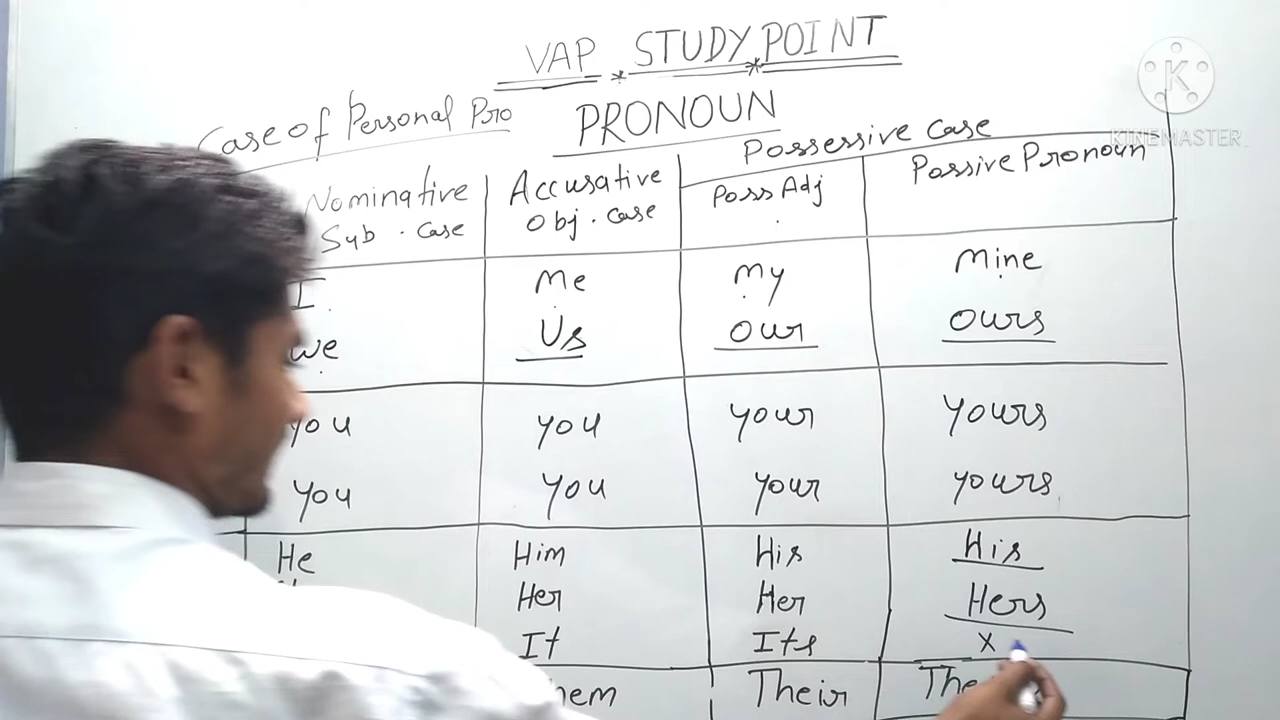 VAP * STUDY * POINT
Case of Personal Pro
PRONOUN
Possessive Case
Nominative Accusative Poss Adj Passive Pronoun
Sub . Case Obj . Case
I Me My Mine
We Us Our Ours
You You Your Yours
You You Your Yours
He Him His His
Her Her Hers
It Its X
Their
KINEMASTER